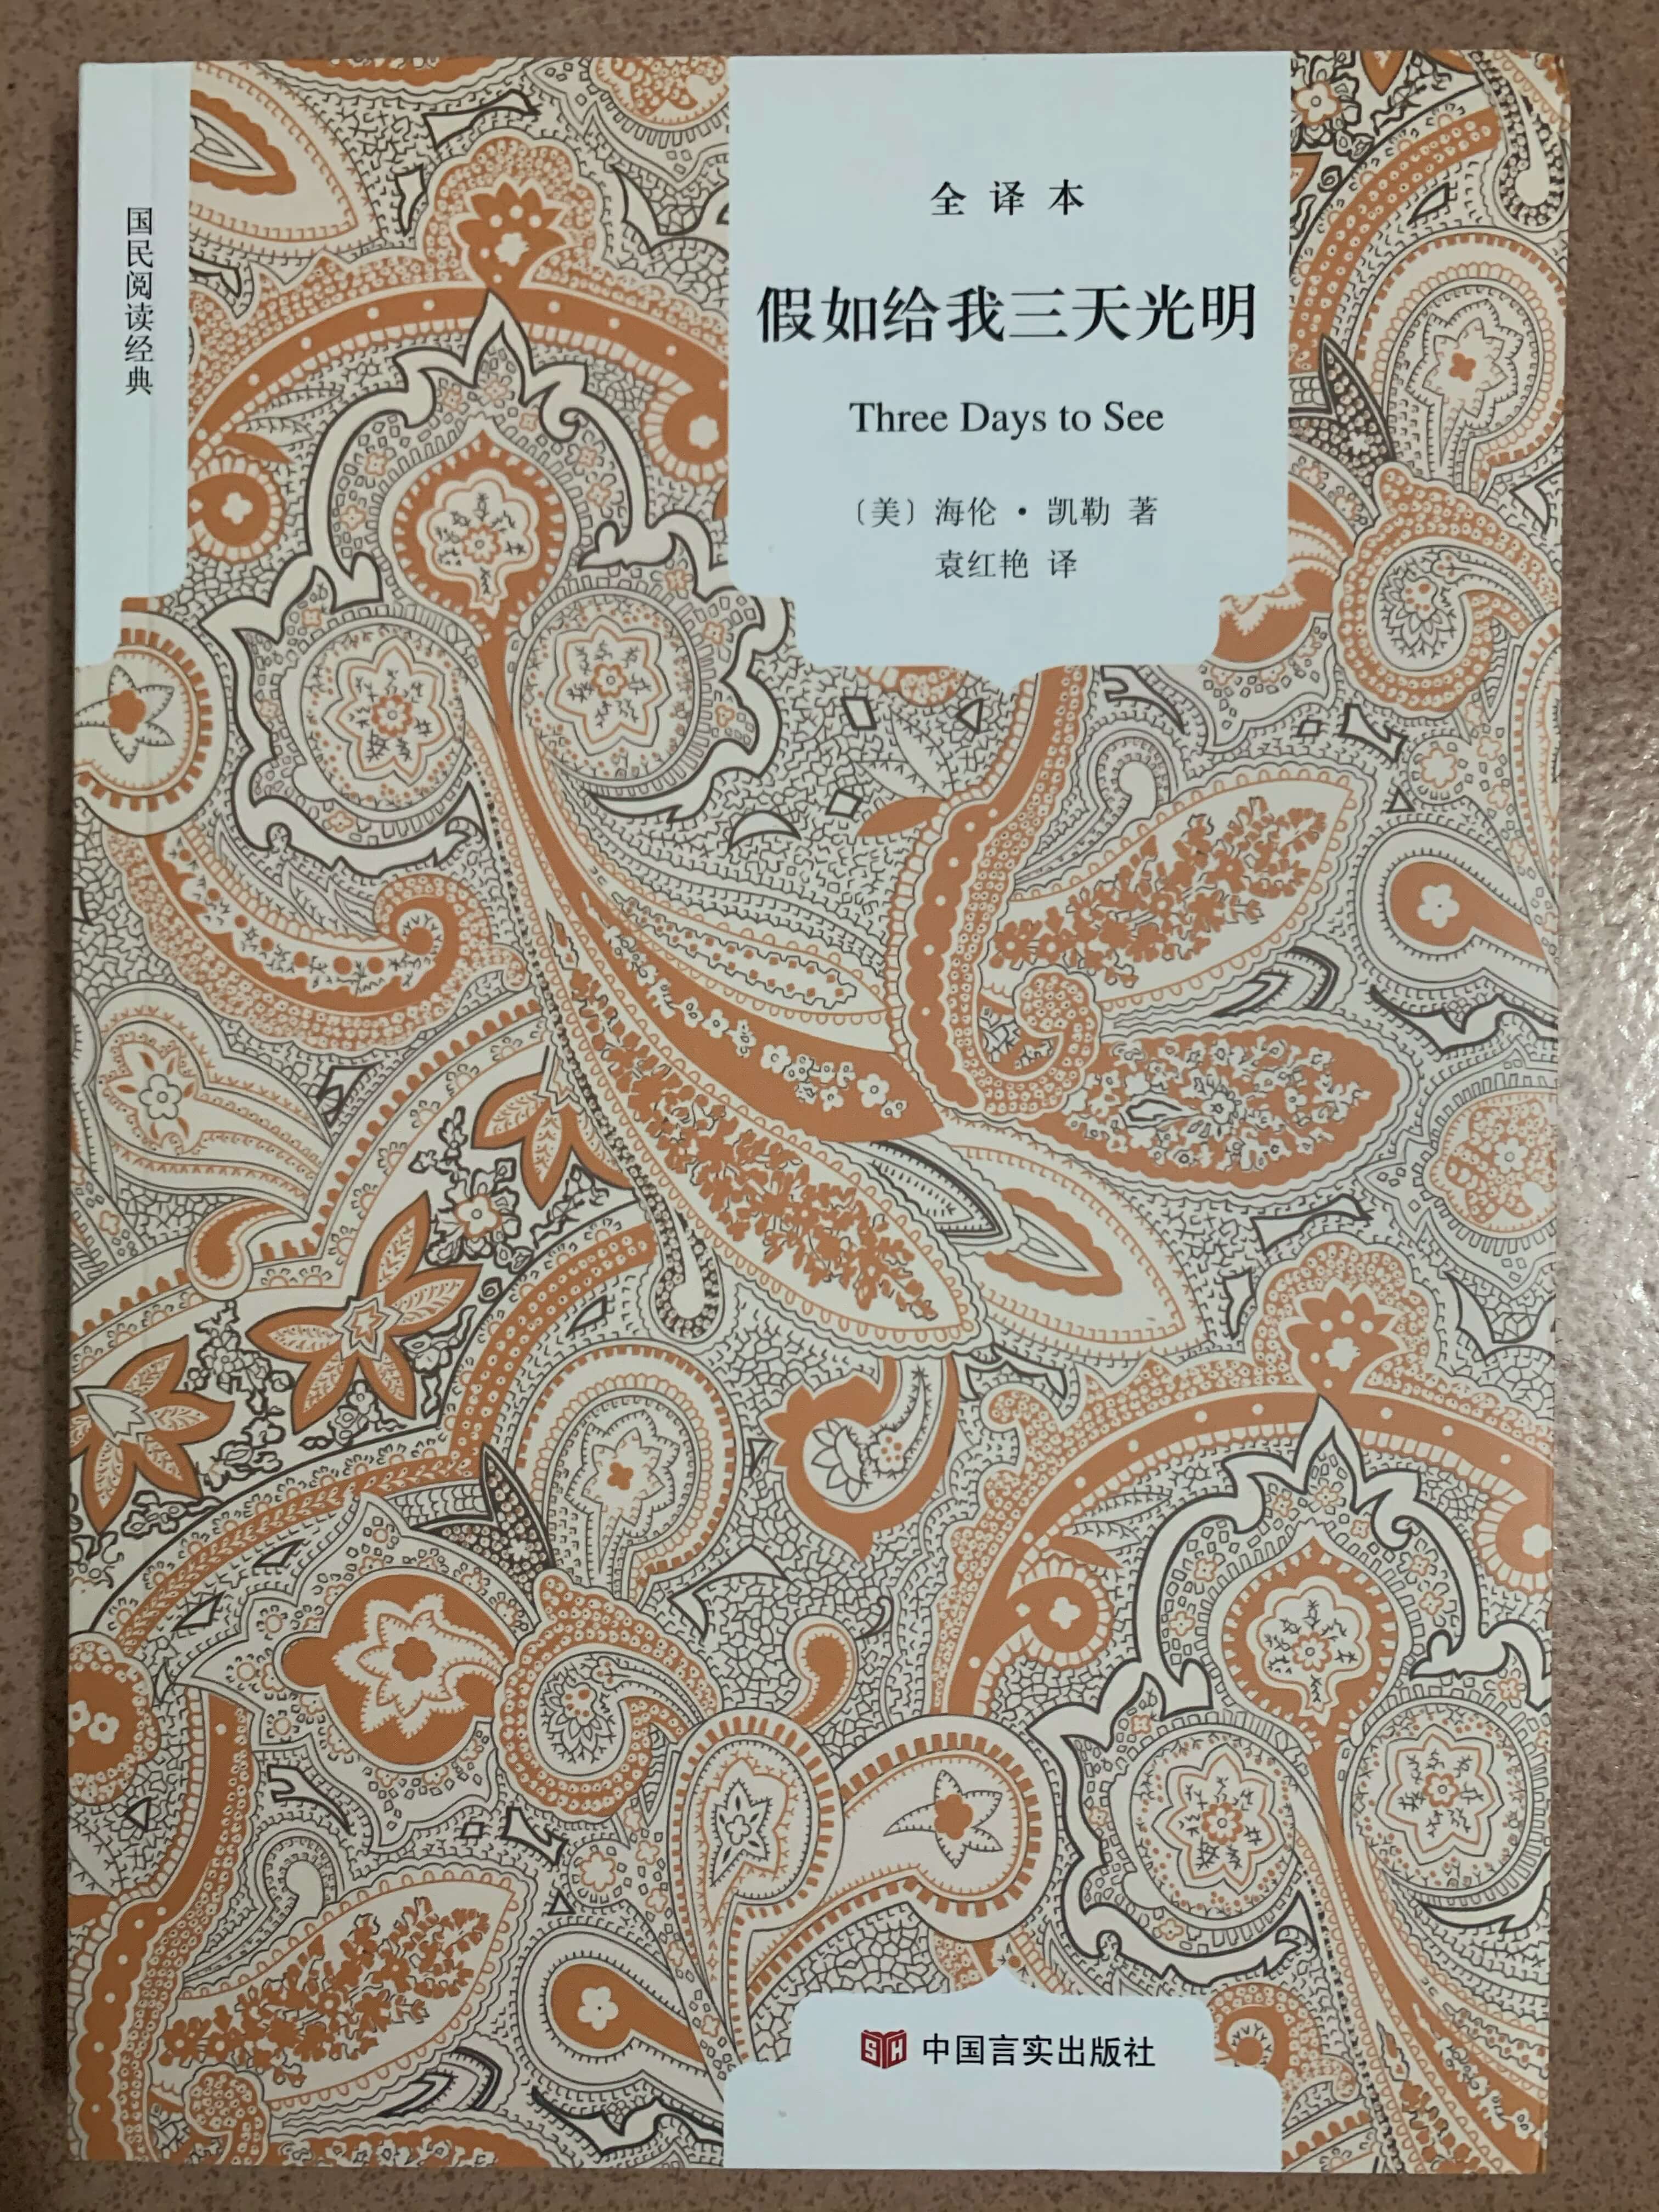 国民阅读经典
全译本
假如给我三天光明
Three Days to See
〔美〕海伦·凯勒 著
袁红艳 译
SH 中国言实出版社